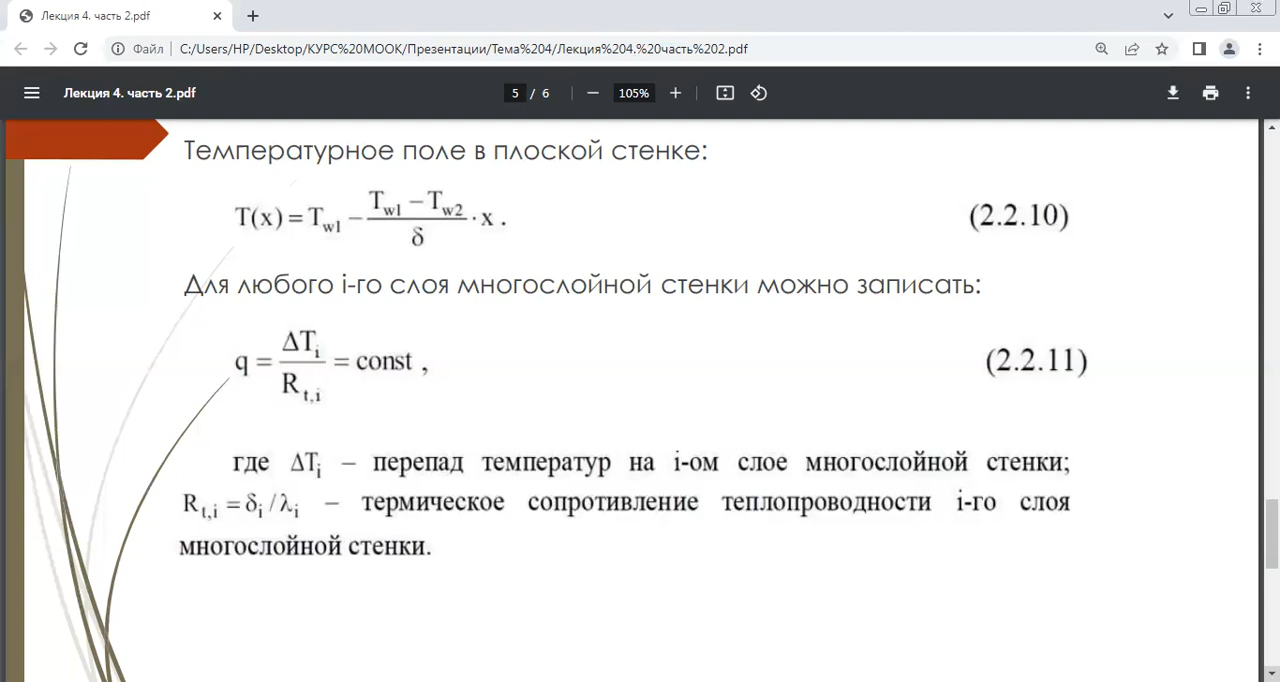 Лекция 4. часть 2.pdf
Файл | C:/Users/HP/Desktop/КУРС%20МООК/Презентации/Тема%204/Лекция%204.%20часть%202.pdf
Лекция 4. часть 2.pdf 5 / 6 105%
Температурное поле в плоской стенке:
T(x) = T_w1 − (T_w1 − T_w2)/δ · x . (2.2.10)
Для любого i-го слоя многослойной стенки можно записать:
q = ΔT_i / R_t,i = const , (2.2.11)
где ΔT_i – перепад температур на i-ом слое многослойной стенки;
R_t,i = δ_i / λ_i – термическое сопротивление теплопроводности i-го слоя
многослойной стенки.